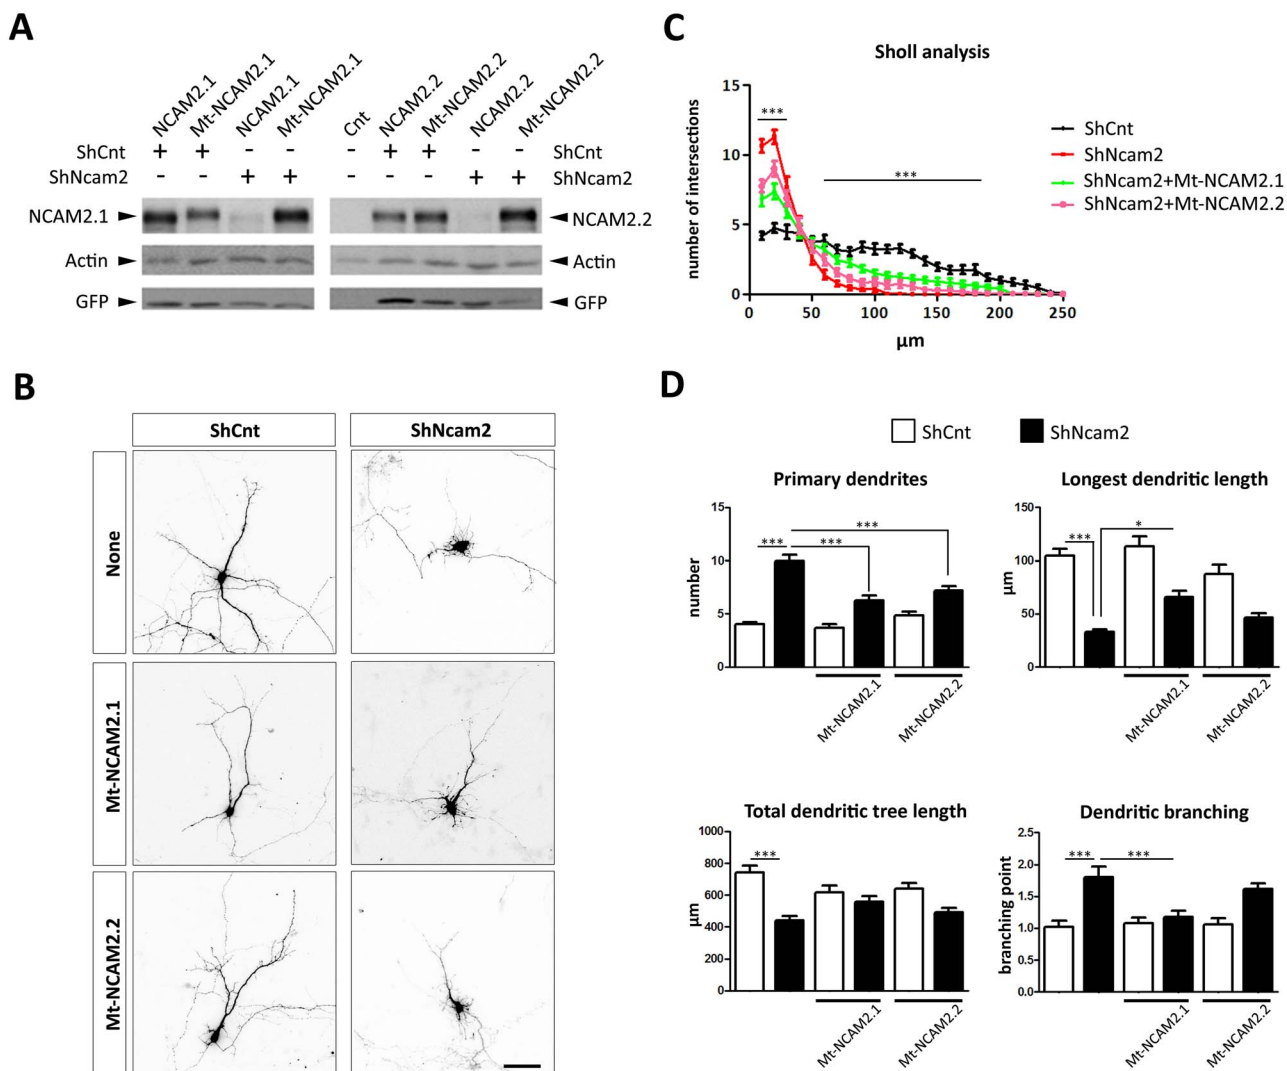 A
NCAM2.1 Mt-NCAM2.1 NCAM2.1 Mt-NCAM2.1 Cnt NCAM2.2 Mt-NCAM2.2 NCAM2.2 Mt-NCAM2.2
ShCnt + + - - - + + - - ShCnt
ShNcam2 - - + + - - - + + ShNcam2
NCAM2.1 NCAM2.2
Actin Actin
GFP GFP
B
ShCnt ShNcam2
None
Mt-NCAM2.1
Mt-NCAM2.2
C
Sholl analysis
number of intersections
15
10
5
0
***
***
0 50 100 150 200 250
µm
ShCnt
ShNcam2
ShNcam2+Mt-NCAM2.1
ShNcam2+Mt-NCAM2.2
D
ShCnt ShNcam2
Primary dendrites
number
15
10
5
0
***
***
***
Mt-NCAM2.1 Mt-NCAM2.2
Longest dendritic length
µm
150
100
50
0
***
*
Mt-NCAM2.1 Mt-NCAM2.2
Total dendritic tree length
µm
1000
800
600
400
200
0
***
Mt-NCAM2.1 Mt-NCAM2.2
Dendritic branching
branching point
2.5
2.0
1.5
1.0
0.5
0.0
***
***
Mt-NCAM2.1 Mt-NCAM2.2